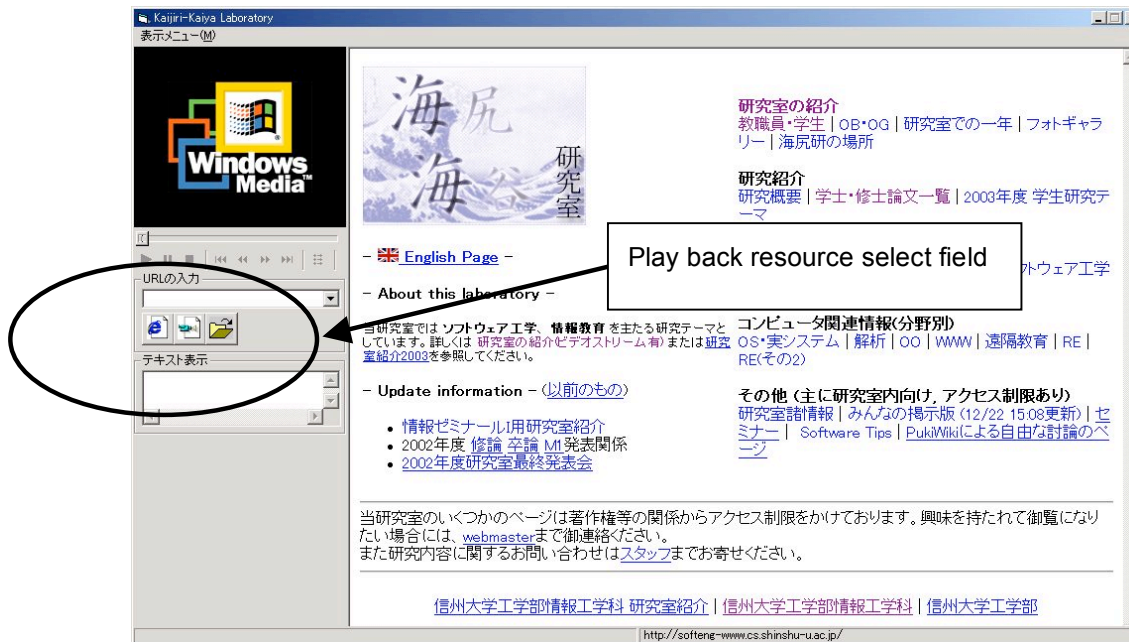 Kaijiri-Kaiya Laboratory
表示メニュー(M)
Windows
Media™
URLの入力
テキスト表示
海尻
海谷
研究室
- English Page -
- About this laboratory -
当研究室では ソフトウェア工学、情報教育 を主たる研究テーマと
しています。詳しくは 研究室の紹介(ビデオストリーム有) または研究
室紹介2003を参照してください。
- Update information - (以前のもの)
情報ゼミナールI用研究室紹介
2002年度 修論 卒論 M1発表関係
2002年度研究室最終発表会
研究室の紹介
教職員・学生 | OB・OG | 研究室での一年 | フォトギャラ
リー | 海尻研の場所
研究紹介
研究概要 | 学士・修士論文一覧 | 2003年度 学生研究テ
ーマ
Play back resource select field
トウェア工学
コンピュータ関連情報(分野別)
OS・実システム | 解析 | OO | WWW | 遠隔教育 | RE |
RE(その2)
その他 (主に研究室内向け, アクセス制限あり)
研究室諸情報 | みんなの掲示版 (12/22 15:08更新) | セ
ミナー | Software Tips | PukiWikiによる自由な討論のペ
ージ
当研究室のいくつかのページは著作権等の関係からアクセス制限をかけております。興味を持たれて御覧になり
たい場合には、webmasterまで御連絡ください。
また研究内容に関するお問い合わせはスタッフまでお寄せください。
信州大学工学部情報工学科 研究室紹介 | 信州大学工学部情報工学科 | 信州大学工学部
http://softeng-www.cs.shinshu-u.ac.jp/